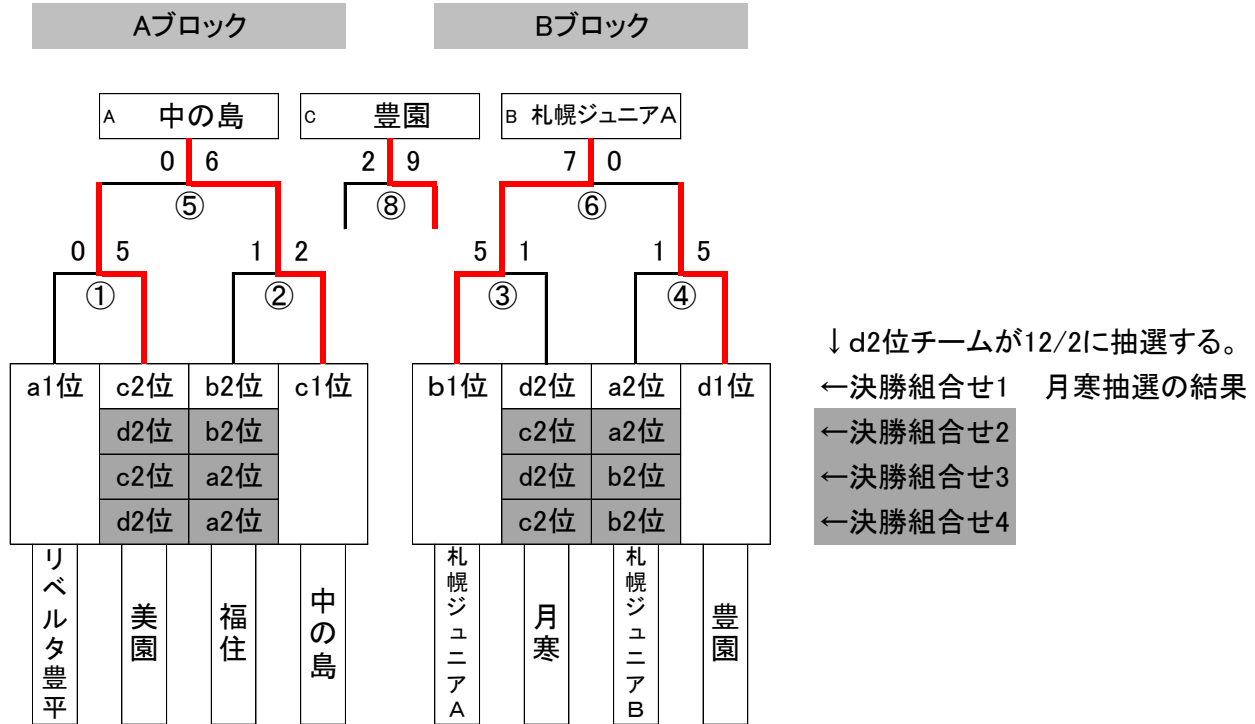 Aブロック Bブロック
A 中の島 C 豊園 B 札幌ジュニアA
0 6 2 9 7 0
⑤ ⑧ ⑥
0 5 1 2 5 1 1 5
① ② ③ ④
↓d2位チームが12/2に抽選する。
a1位 c2位 b2位 c1位 b1位 d2位 a2位 d1位 ←決勝組合せ1 月寒抽選の結果
d2位 b2位 c2位 a2位 ←決勝組合せ2
c2位 a2位 d2位 b2位 ←決勝組合せ3
d2位 a2位 c2位 b2位 ←決勝組合せ4
リベルタ豊平
美園
福住
中の島
札幌ジュニアA
月寒
札幌ジュニアB
豊園